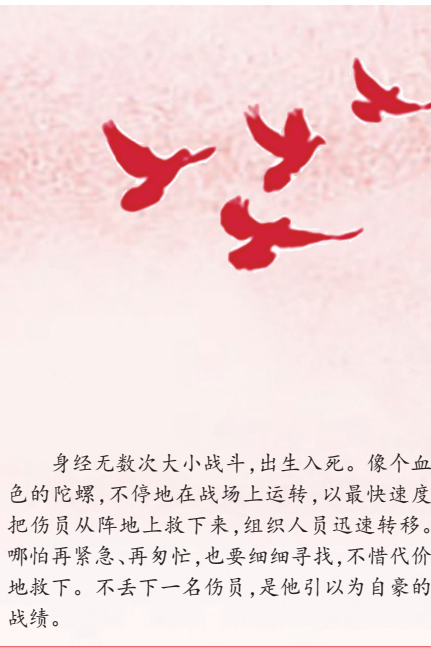 身经无数次大小战斗,出生入死。像个血
色的陀螺,不停地在战场上运转,以最快速度
把伤员从阵地上救下来,组织人员迅速转移。
哪怕再紧急、再匆忙,也要细细寻找,不惜代价
地救下。不丢下一名伤员,是他引以为自豪的
战绩。